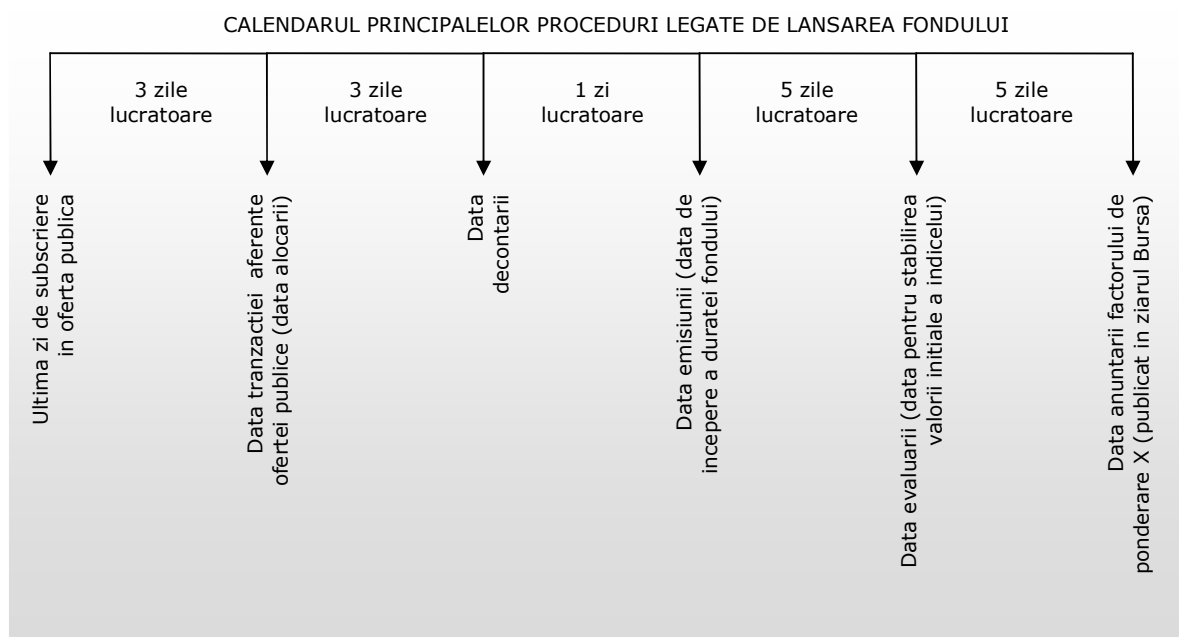 CALENDARUL PRINCIPALELOR PROCEDURI LEGATE DE LANSAREA FONDULUI
3 zile
lucratoare
3 zile
lucratoare
1 zi
lucratoare
5 zile
lucratoare
5 zile
lucratoare
Ultima zi de subscriere
in oferta publica
Data tranzactiei aferente
ofertei publice (data alocarii)
Data
decontarii
Data emisiunii (data de
incepere a duratei fondului)
Data evaluarii (data pentru stabilirea
valorii initiale a indicelui)
Data anuntarii factorului de
ponderare X (publicat in ziarul Bursa)